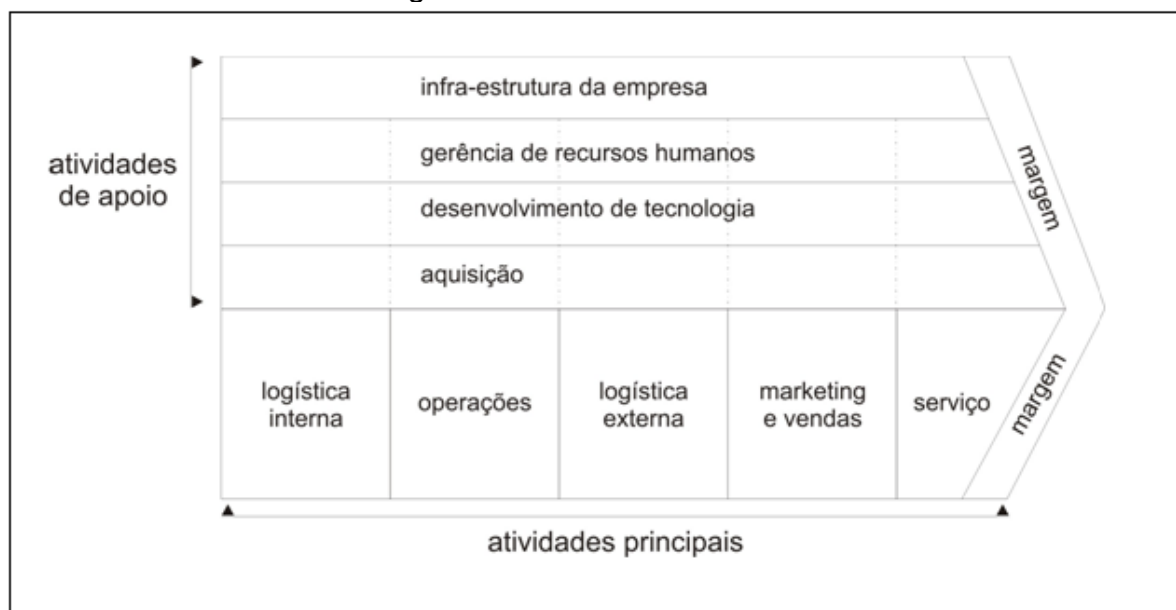 infra-estrutura da empresa
atividades
de apoio
gerência de recursos humanos
desenvolvimento de tecnologia
aquisição
margem
logística
interna
operações
logística
externa
marketing
e vendas
serviço
margem
atividades principais